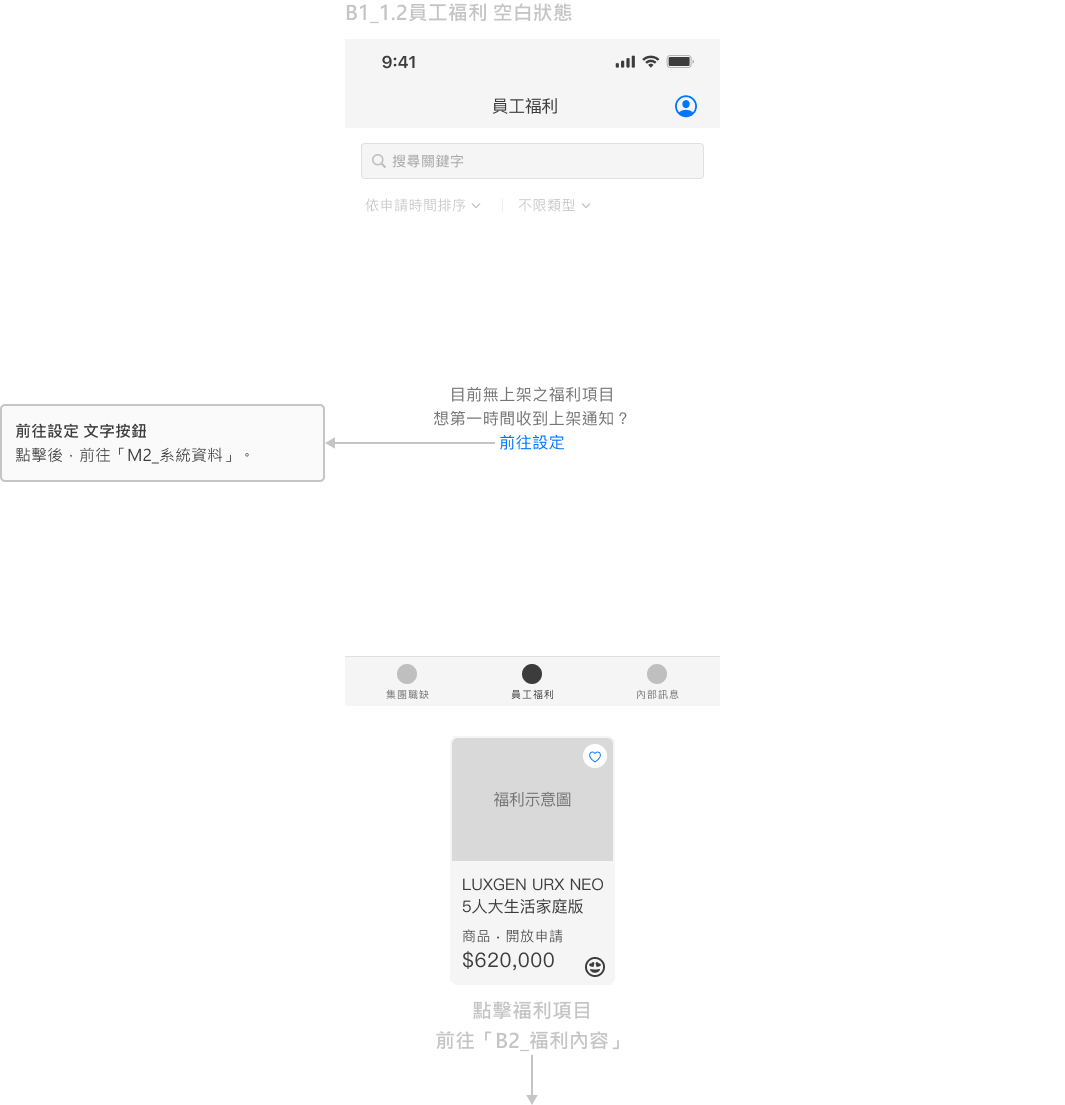 B1_1.2員工福利 空白狀態
9:41
員工福利
搜尋關鍵字
依申請時間排序
不限類型
目前無上架之福利項目
想第一時間收到上架通知？
前往設定
前往設定 文字按鈕
點擊後，前往「M2_系統資料」。
集團職缺
員工福利
內部訊息
福利示意圖
LUXGEN URX NEO
5人大生活家庭版
商品・開放申請
$620,000
點擊福利項目
前往「B2_福利內容」